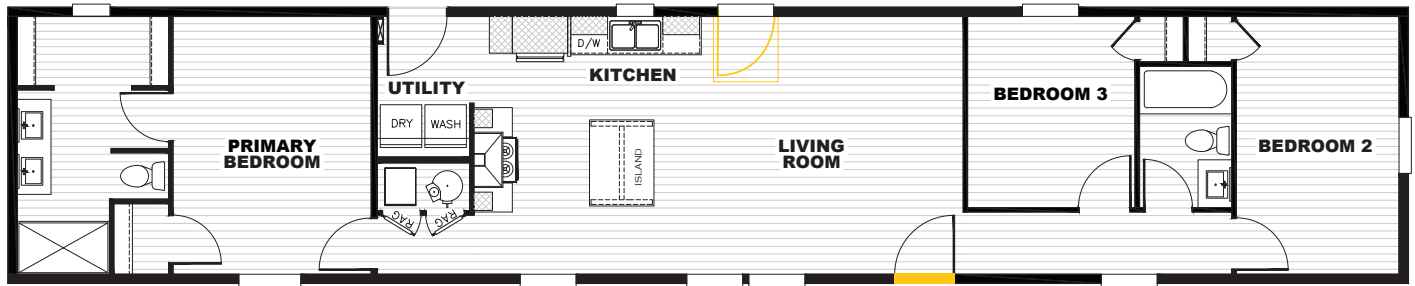 D/W
KITCHEN
UTILITY
DRY
WASH
PRIMARY
BEDROOM
RAG
RAG
ISLAND
LIVING
ROOM
BEDROOM 3
BEDROOM 2